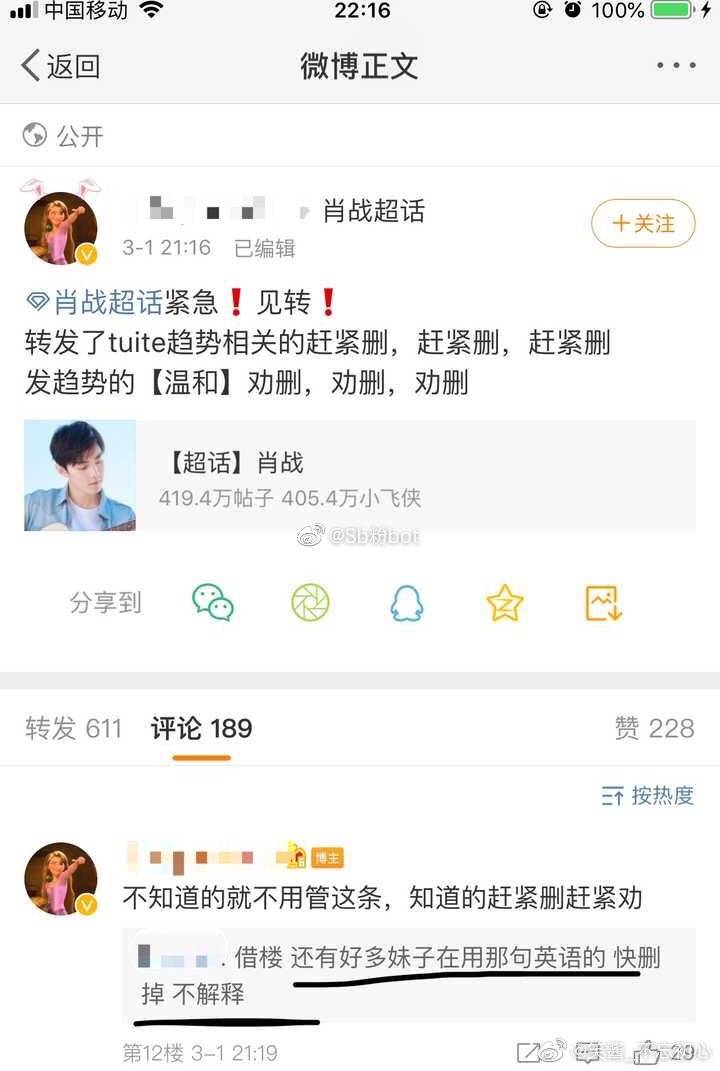 中国移动 22:16 100%
返回 微博正文
公开
肖战超话
3-1 21:16 已编辑
+关注
肖战超话紧急❗见转❗
转发了tuite趋势相关的赶紧删，赶紧删，赶紧删
发趋势的【温和】劝删，劝删，劝删
【超话】肖战
419.4万帖子 405.4万小飞侠
@Sb粉bot
分享到
转发 611 评论 189 赞 228
按热度
博主
不知道的就不用管这条，知道的赶紧删赶紧劝
. 借楼 还有好多妹子在用那句英语的 快删
掉 不解释
第12楼 3-1 21:19 29